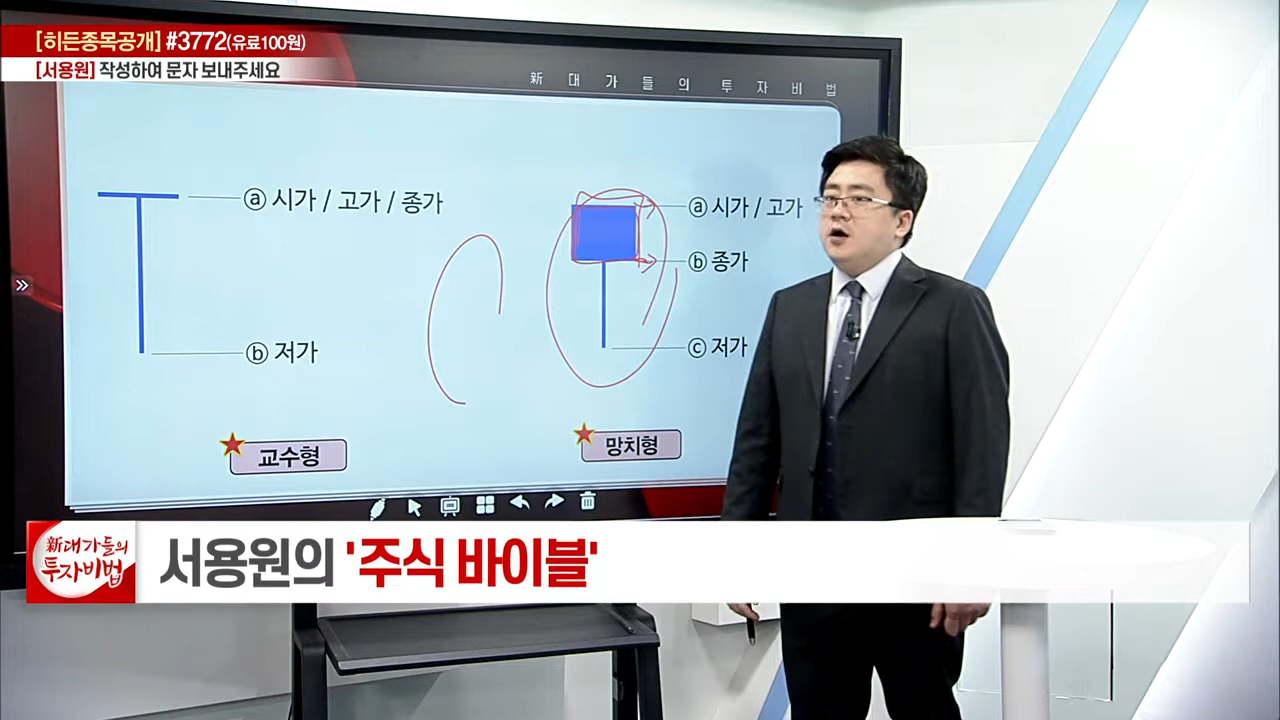 [히든종목공개] #3772(유료100원)
[서용원] 작성하여 문자 보내주세요
新 대 가 들 의 투 자 비 법
ⓐ 시가 / 고가 / 종가
ⓑ 저가
교수형
ⓐ 시가 / 고가
ⓑ 종가
ⓒ 저가
망치형
新대가들의
투자비법
서용원의 '주식 바이블'